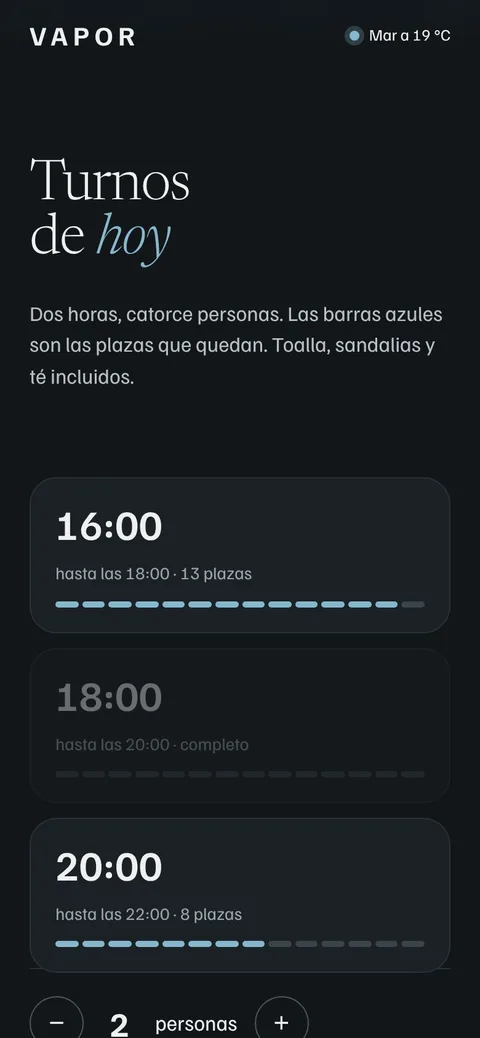 VAPOR
Mar a 19 °C
Turnos
de hoy
Dos horas, catorce personas. Las barras azules
son las plazas que quedan. Toalla, sandalias y
té incluidos.
16:00
hasta las 18:00 · 13 plazas
18:00
hasta las 20:00 · completo
20:00
hasta las 22:00 · 8 plazas
− 2 personas +